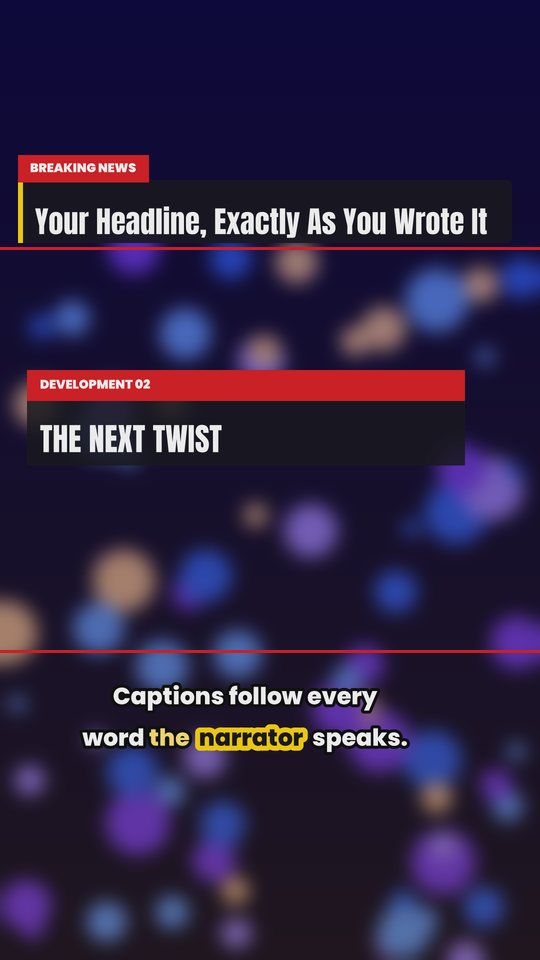 BREAKING NEWS
Your Headline, Exactly As You Wrote It
DEVELOPMENT 02
THE NEXT TWIST
Captions follow every
word the narrator speaks.